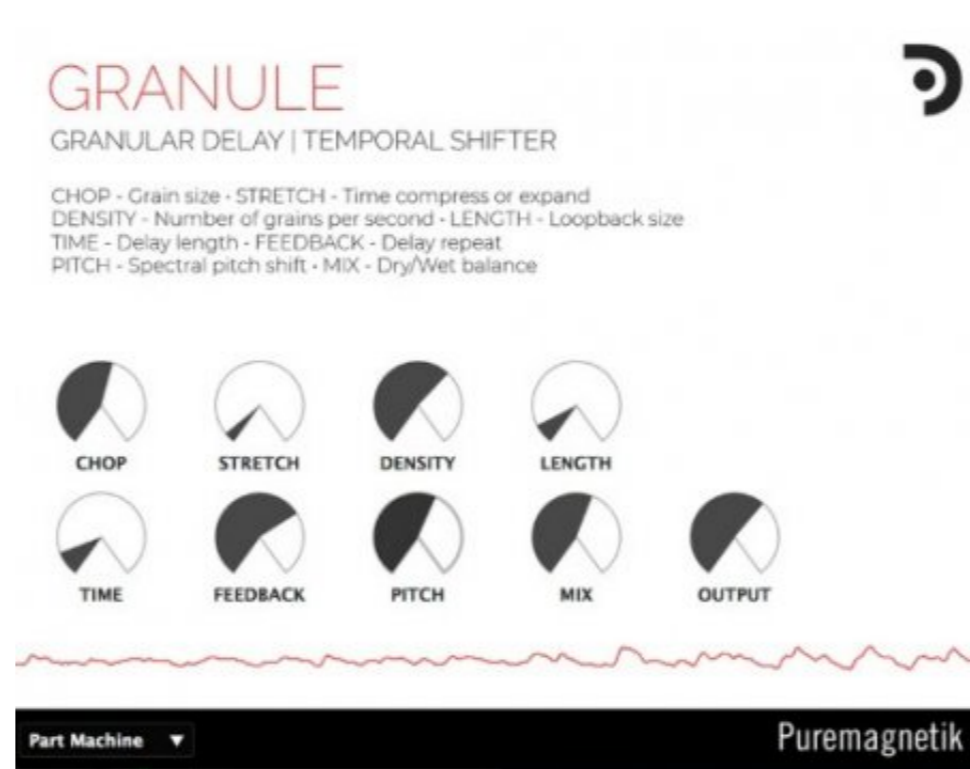 GRANULE
GRANULAR DELAY | TEMPORAL SHIFTER
CHOP - Grain size • STRETCH - Time compress or expand
DENSITY - Number of grains per second • LENGTH - Loopback size
TIME - Delay length • FEEDBACK - Delay repeat
PITCH - Spectral pitch shift • MIX - Dry/Wet balance
CHOP STRETCH DENSITY LENGTH
TIME FEEDBACK PITCH MIX OUTPUT
Part Machine Puremagnetik